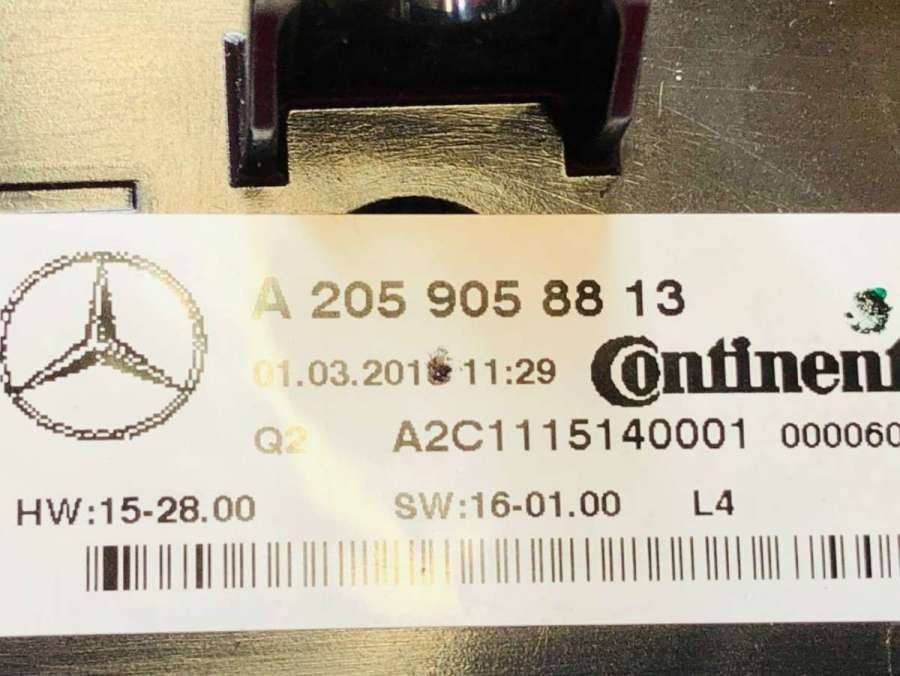 A 205 905 88 13
11:29
Continent
Q2 A2C1115140001 000060
HW:15-28.00 SW:16-01.00 L4